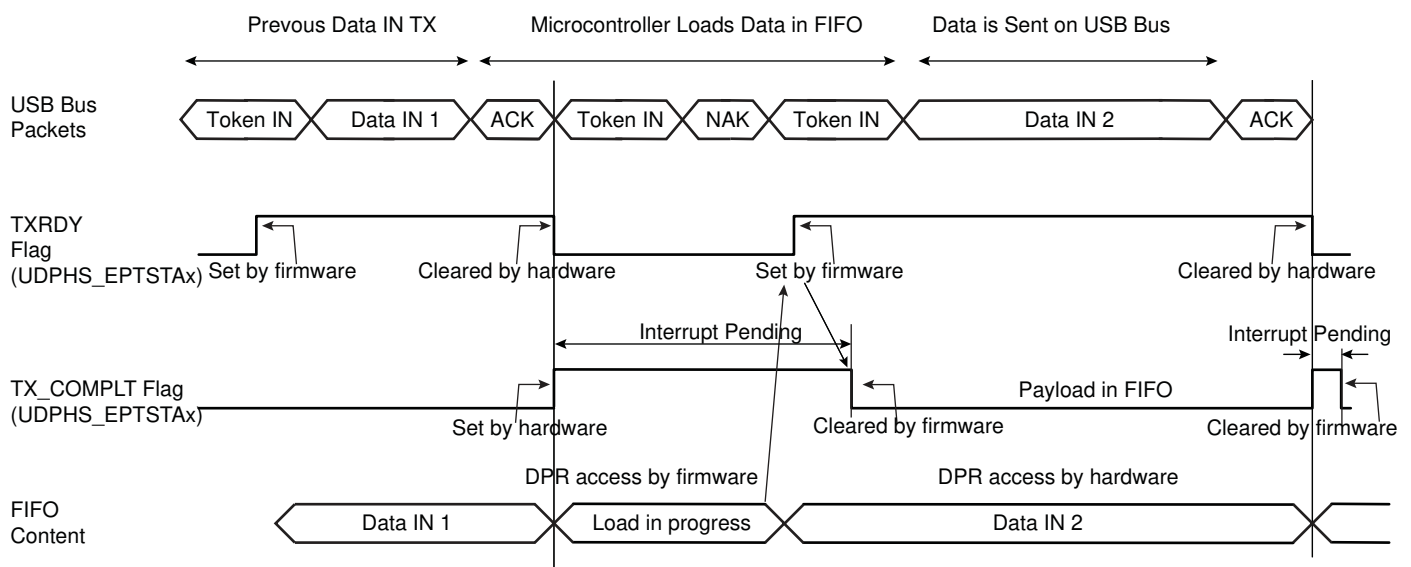 Prevous Data IN TX Microcontroller Loads Data in FIFO Data is Sent on USB Bus
USB Bus
Packets
Token IN Data IN 1 ACK Token IN NAK Token IN Data IN 2 ACK
TXRDY
Flag
(UDPHS_EPTSTAx)
Set by firmware Cleared by hardware Set by firmware Cleared by hardware
Interrupt Pending Interrupt Pending
TX_COMPLT Flag
(UDPHS_EPTSTAx)
Payload in FIFO
Set by hardware Cleared by firmware Cleared by firmware
DPR access by firmware DPR access by hardware
FIFO
Content
Data IN 1 Load in progress Data IN 2